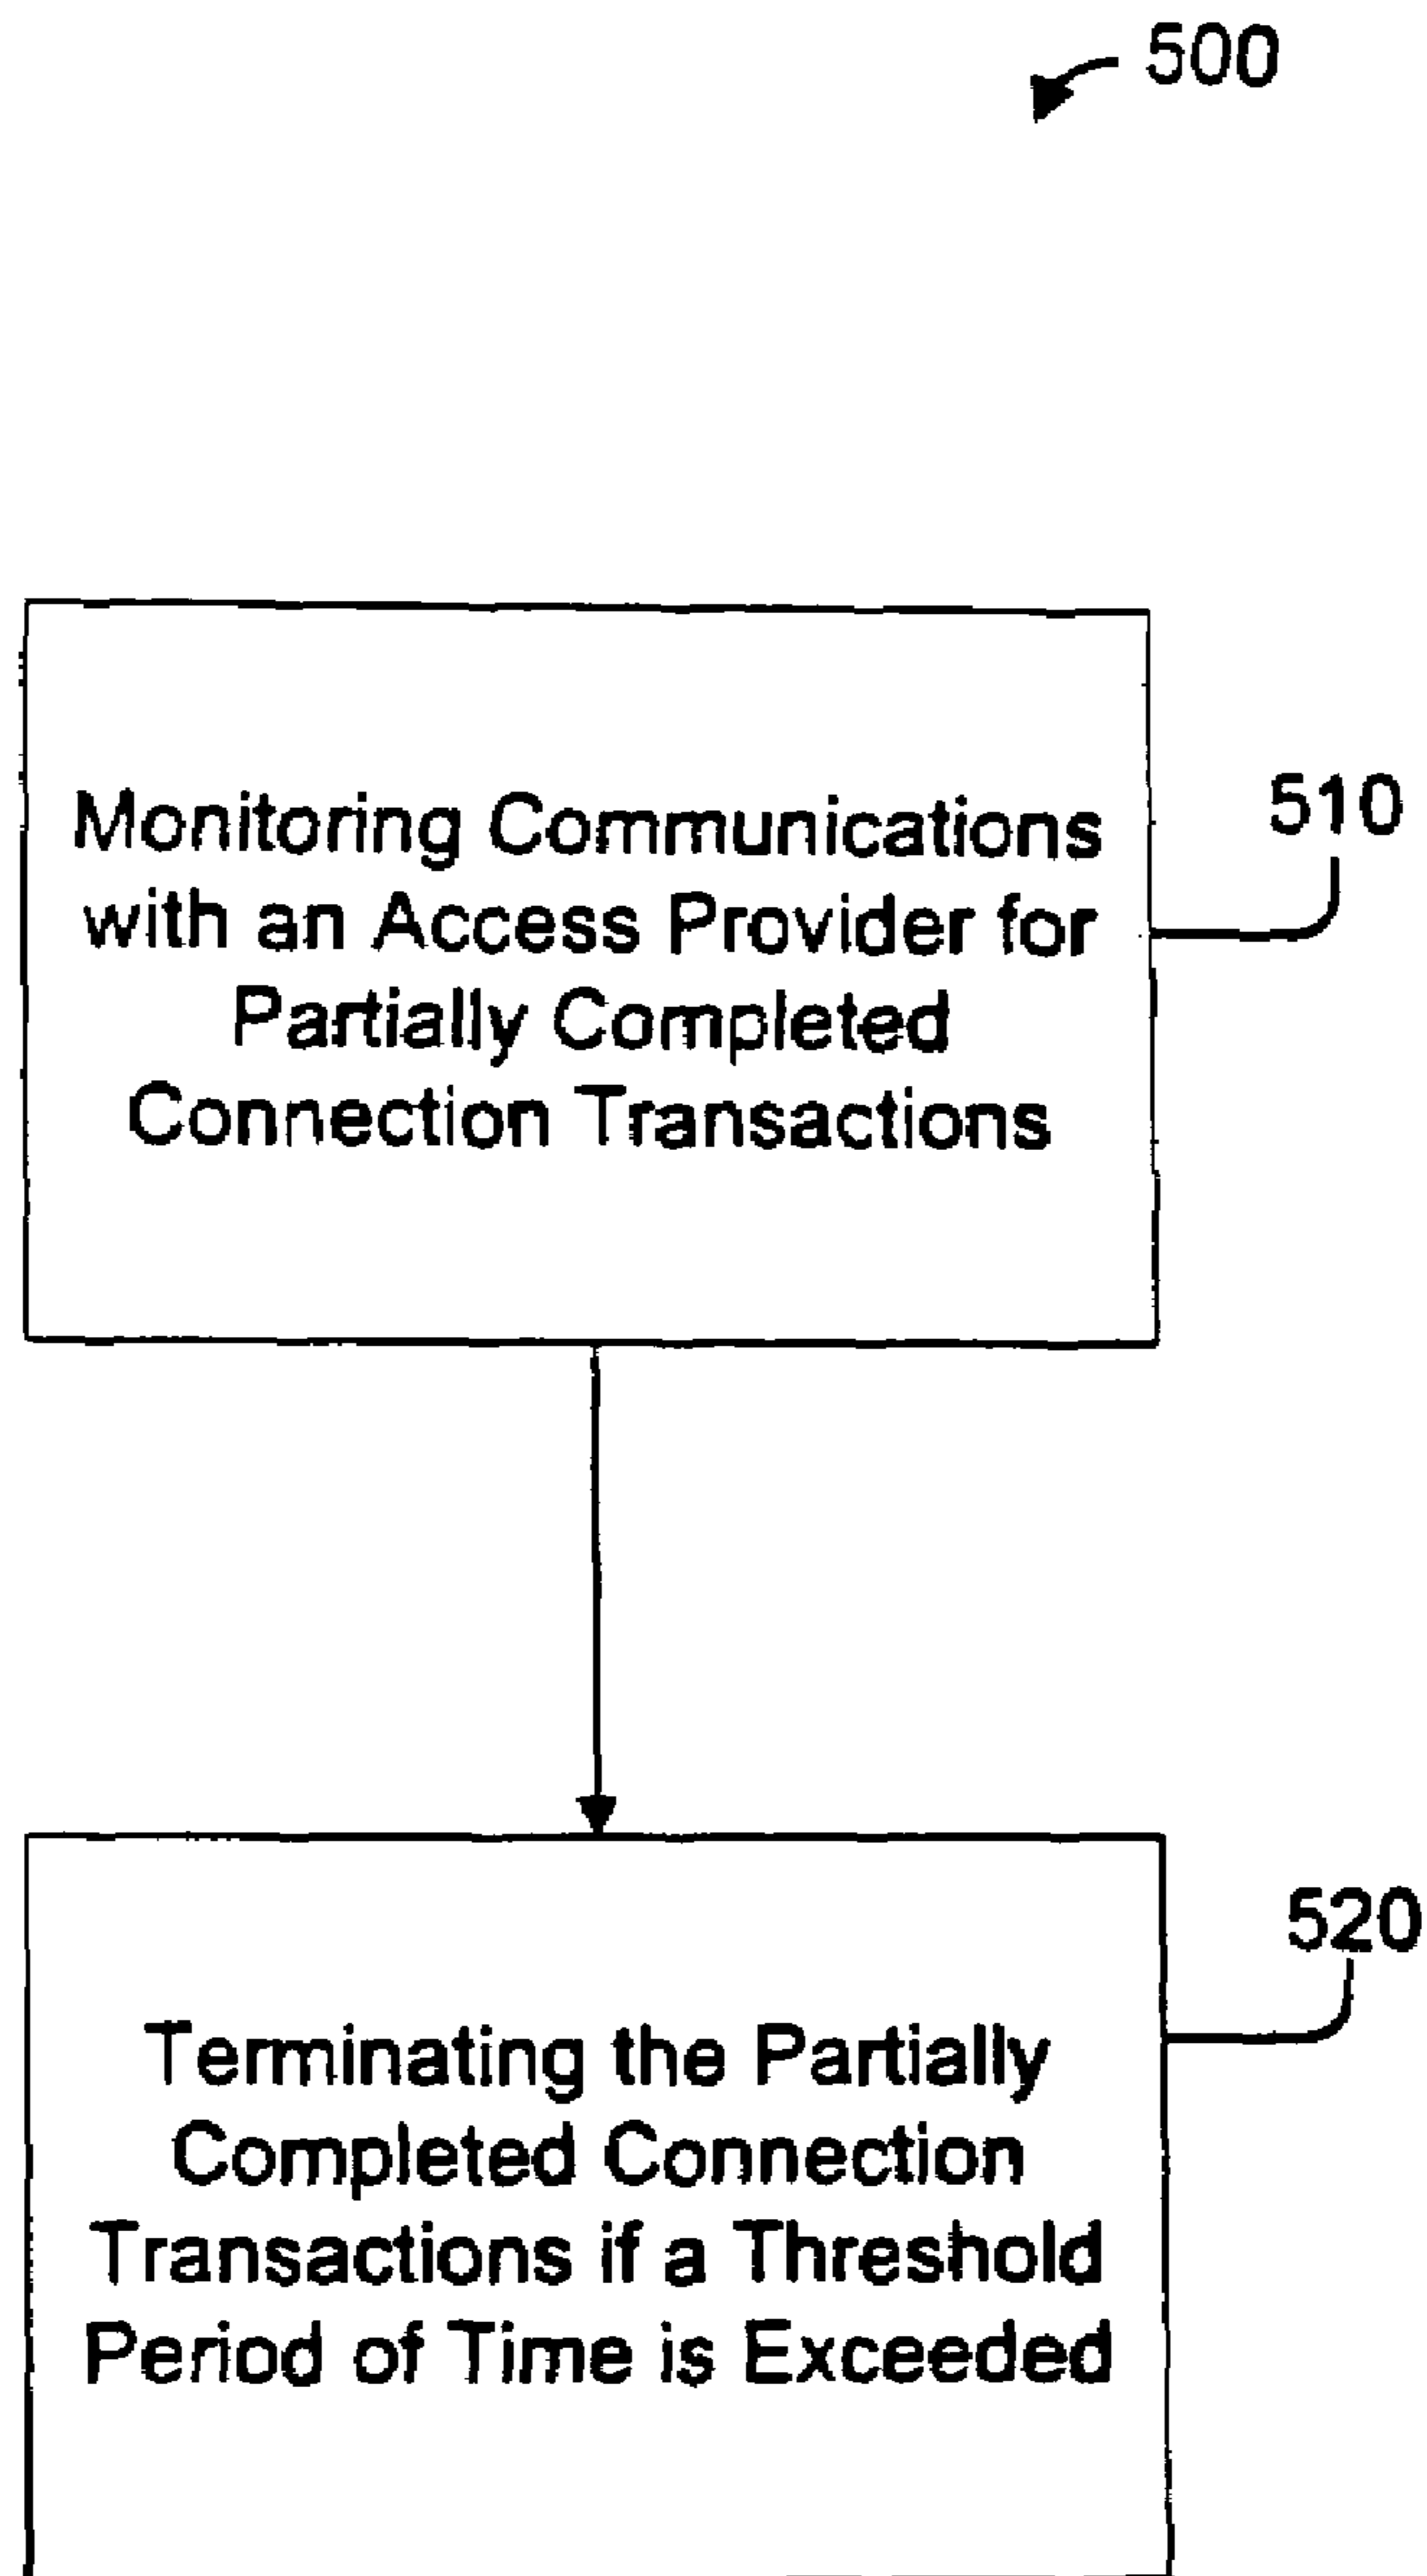 500
Monitoring Communications
with an Access Provider for
Partially Completed
Connection Transactions
510
Terminating the Partially
Completed Connection
Transactions if a Threshold
Period of Time is Exceeded
520